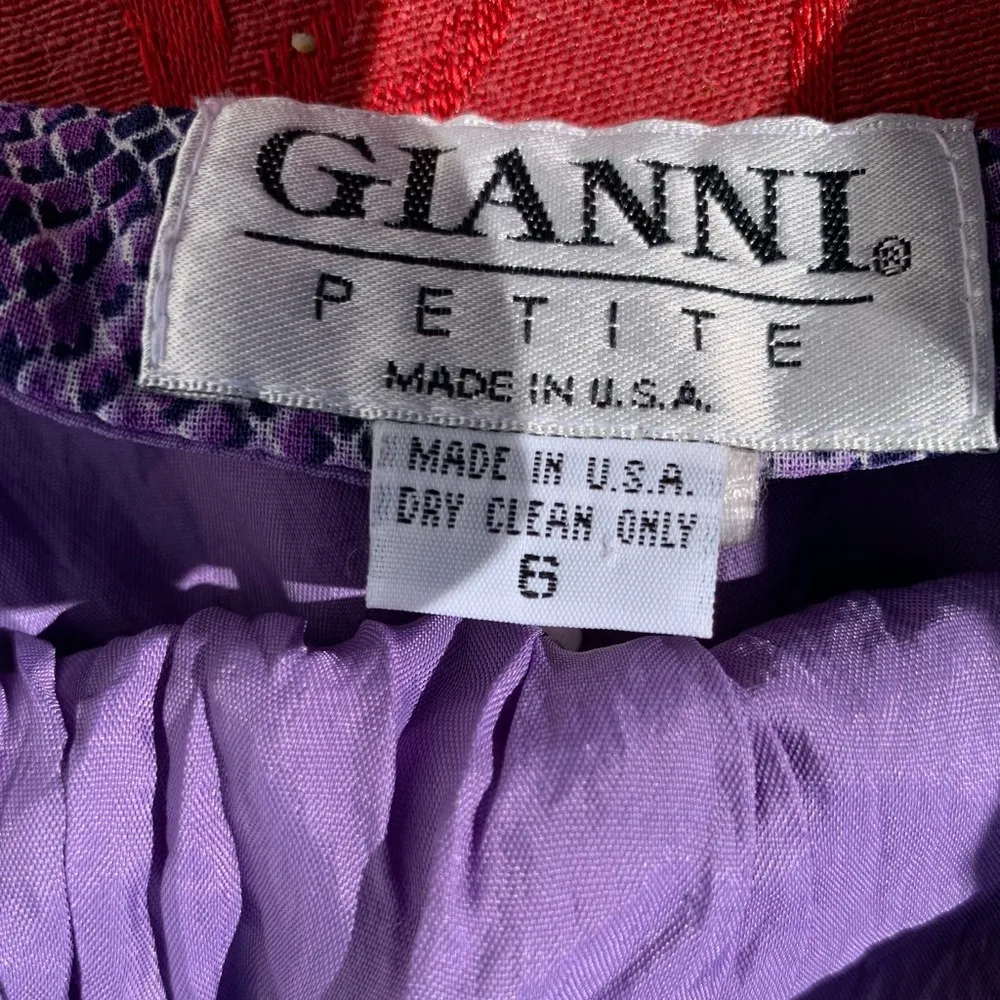 GIANNI®
PETITE
MADE IN U.S.A.
MADE IN U.S.A.
DRY CLEAN ONLY
6